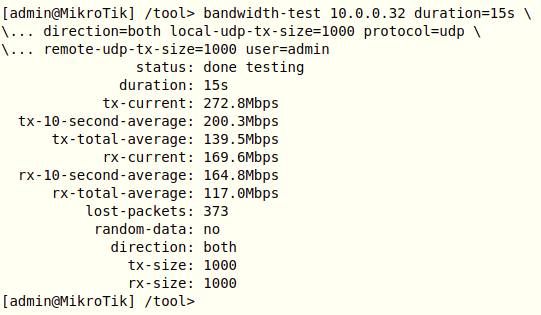 [admin@MikroTik] /tool> bandwidth-test 10.0.0.32 duration=15s \
\... direction=both local-udp-tx-size=1000 protocol=udp \
\... remote-udp-tx-size=1000 user=admin
status: done testing
duration: 15s
tx-current: 272.8Mbps
tx-10-second-average: 200.3Mbps
tx-total-average: 139.5Mbps
rx-current: 169.6Mbps
rx-10-second-average: 164.8Mbps
rx-total-average: 117.0Mbps
lost-packets: 373
random-data: no
direction: both
tx-size: 1000
rx-size: 1000
[admin@MikroTik] /tool>